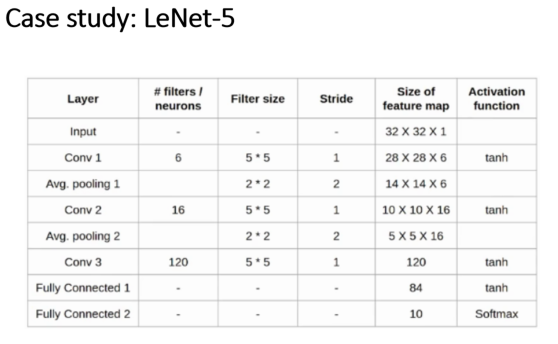 Case study: LeNet-5
Layer # filters / neurons Filter size Stride Size of feature map Activation function
Input - - - 32 X 32 X 1
Conv 1 6 5 * 5 1 28 X 28 X 6 tanh
Avg. pooling 1 2 * 2 2 14 X 14 X 6
Conv 2 16 5 * 5 1 10 X 10 X 16 tanh
Avg. pooling 2 2 * 2 2 5 X 5 X 16
Conv 3 120 5 * 5 1 120 tanh
Fully Connected 1 - - - 84 tanh
Fully Connected 2 - - - 10 Softmax